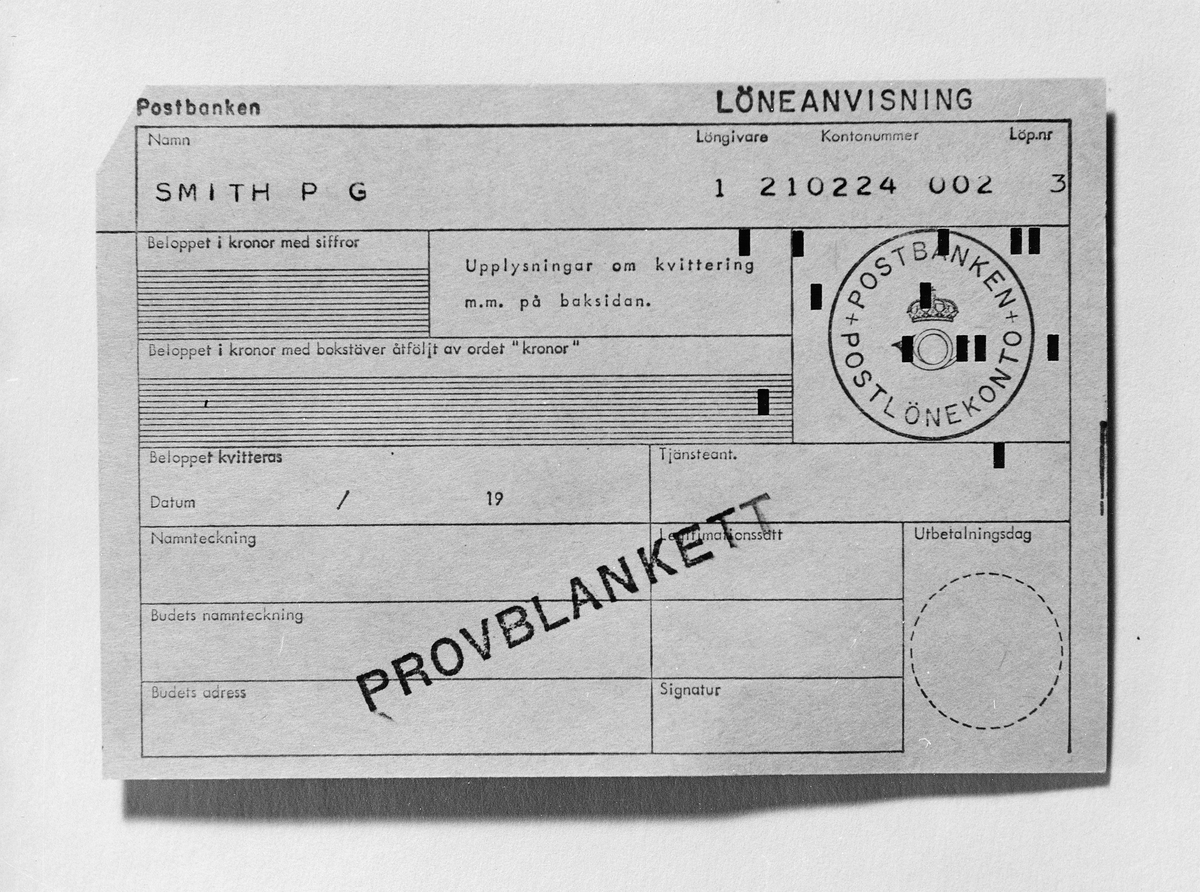 Postbanken LÖNEANVISNING
Namn Löngivare Kontonummer Löp.nr
SMITH P G 1 210224 002 3
Beloppet i kronor med siffror
Upplysningar om kvittering
m.m. på baksidan.
+ POSTBANKEN + POSTLÖNEKONTO
Beloppet i kronor med bokstäver åtföljt av ordet "kronor"
Beloppet kvitteras Tjänsteant.
Datum / 19
Namnteckning Legitimationssätt Utbetalningsdag
PROVBLANKETT
Budets namnteckning
Budets adress Signatur